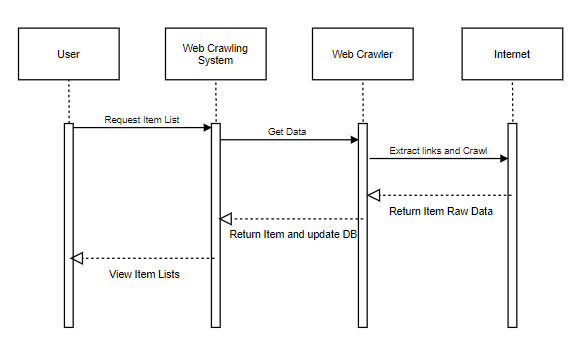 User
Web Crawling
System
Web Crawler
Internet
Request Item List
Get Data
Extract links and Crawl
Return Item Raw Data
Return Item and update DB
View Item Lists